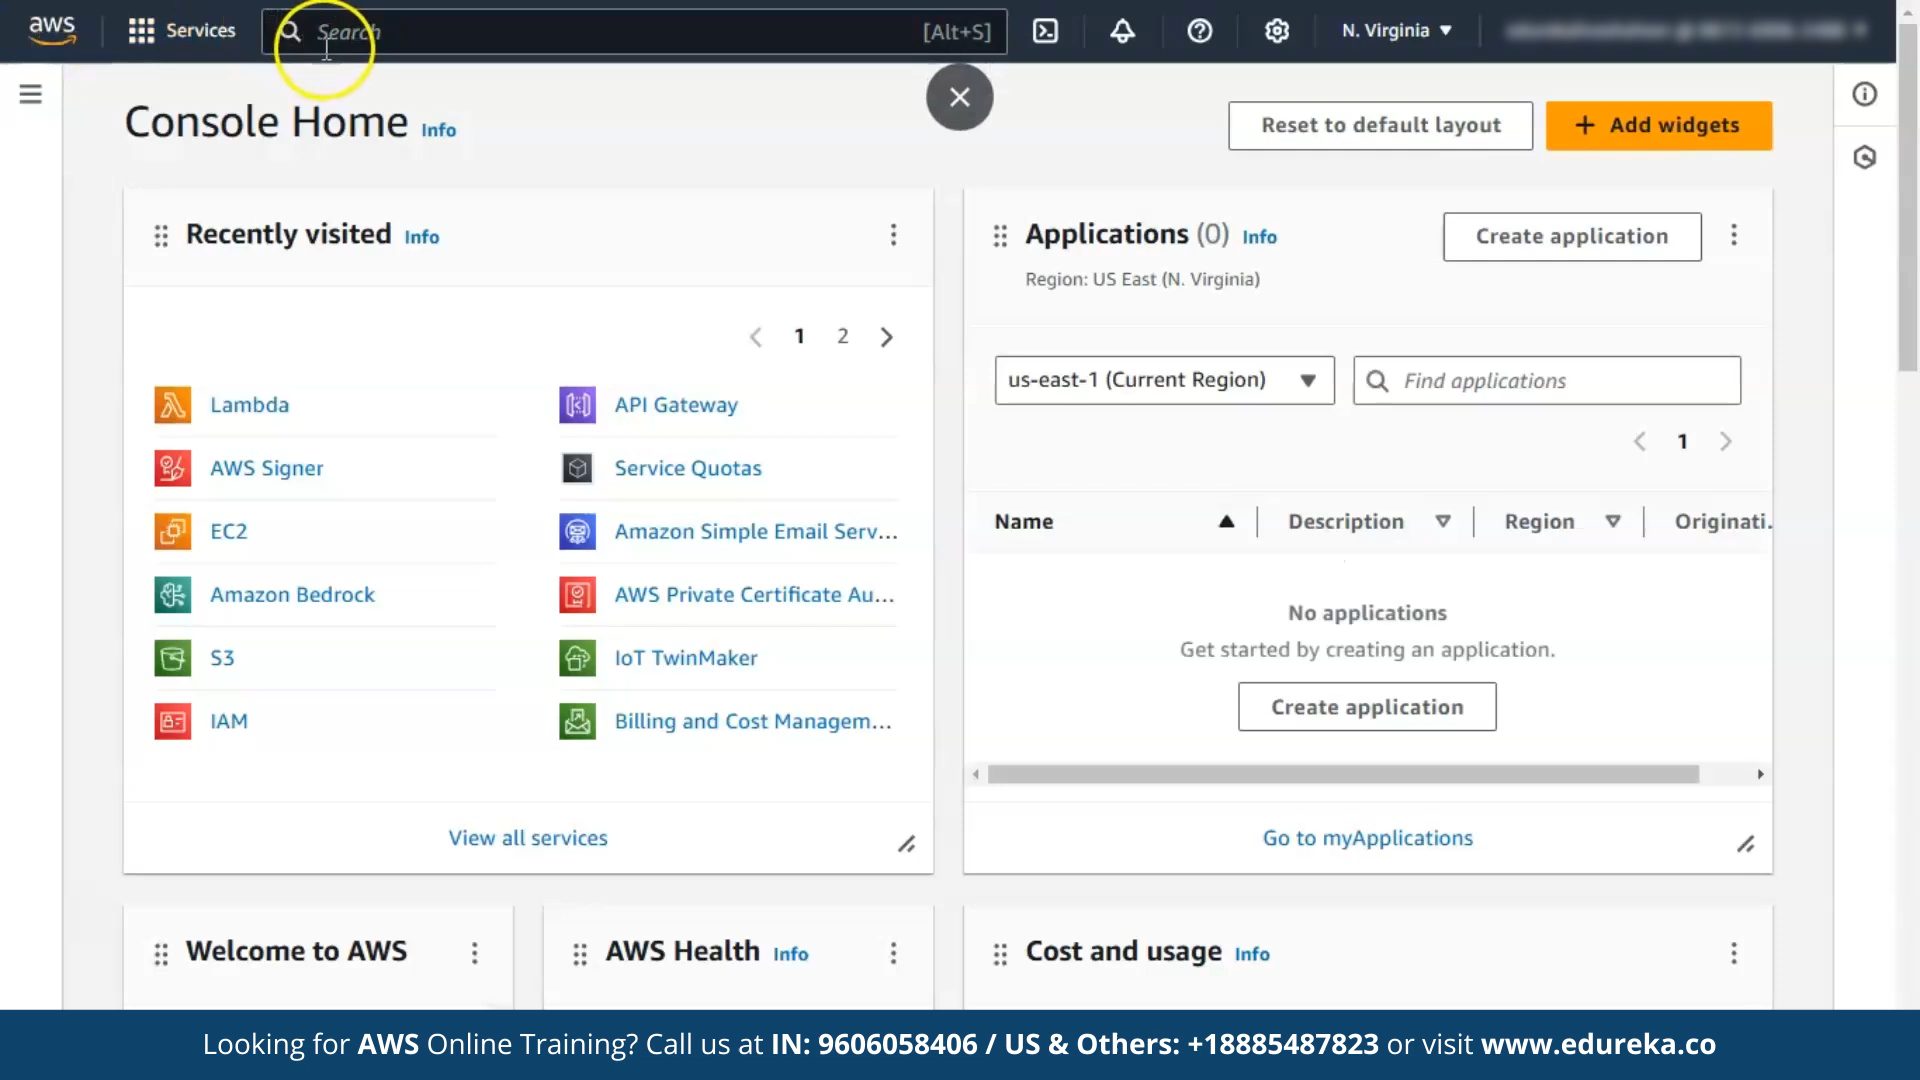 aws Services Search [Alt+S] N. Virginia
Console Home Info
Reset to default layout
+ Add widgets
Recently visited Info
1 2
Lambda
API Gateway
AWS Signer
Service Quotas
EC2
Amazon Simple Email Serv...
Amazon Bedrock
AWS Private Certificate Au...
S3
IoT TwinMaker
IAM
Billing and Cost Managem...
View all services
Applications (0) Info
Create application
Region: US East (N. Virginia)
us-east-1 (Current Region)
Find applications
1
Name Description Region Originati.
No applications
Get started by creating an application.
Create application
Go to myApplications
Welcome to AWS
AWS Health Info
Cost and usage Info
Looking for AWS Online Training? Call us at IN: 9606058406 / US & Others: +18885487823 or visit www.edureka.co